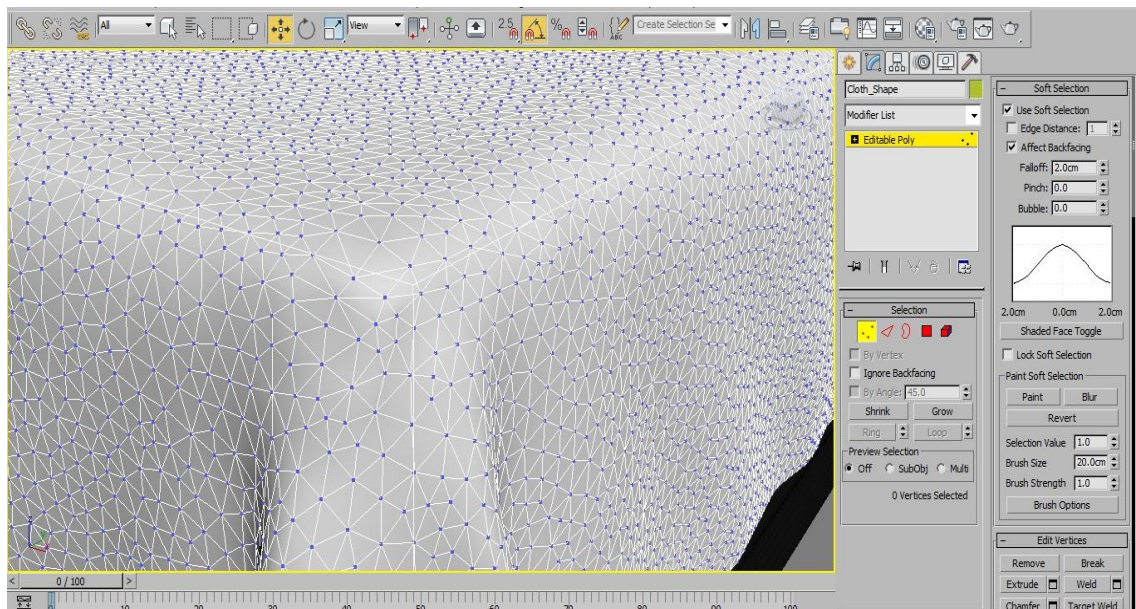 All
View
2.5
%
ABC
Create Selection Se
Cloth_Shape
Modifier List
Editable Poly
Selection
By Vertex
Ignore Backfacing
By Angle: 45.0
Shrink Grow
Ring Loop
Preview Selection
Off SubObj Multi
0 Vertices Selected
Soft Selection
Use Soft Selection
Edge Distance: 1
Affect Backfacing
Falloff: 2.0cm
Pinch: 0.0
Bubble: 0.0
2.0cm 0.0cm 2.0cm
Shaded Face Toggle
Lock Soft Selection
Paint Soft Selection
Paint Blur
Revert
Selection Value 1.0
Brush Size 20.0cm
Brush Strength 1.0
Brush Options
Edit Vertices
Remove Break
Extrude Weld
Chamfer Target Weld
< 0 / 100 >
0 10 20 30 40 50 60 70 80 90 100